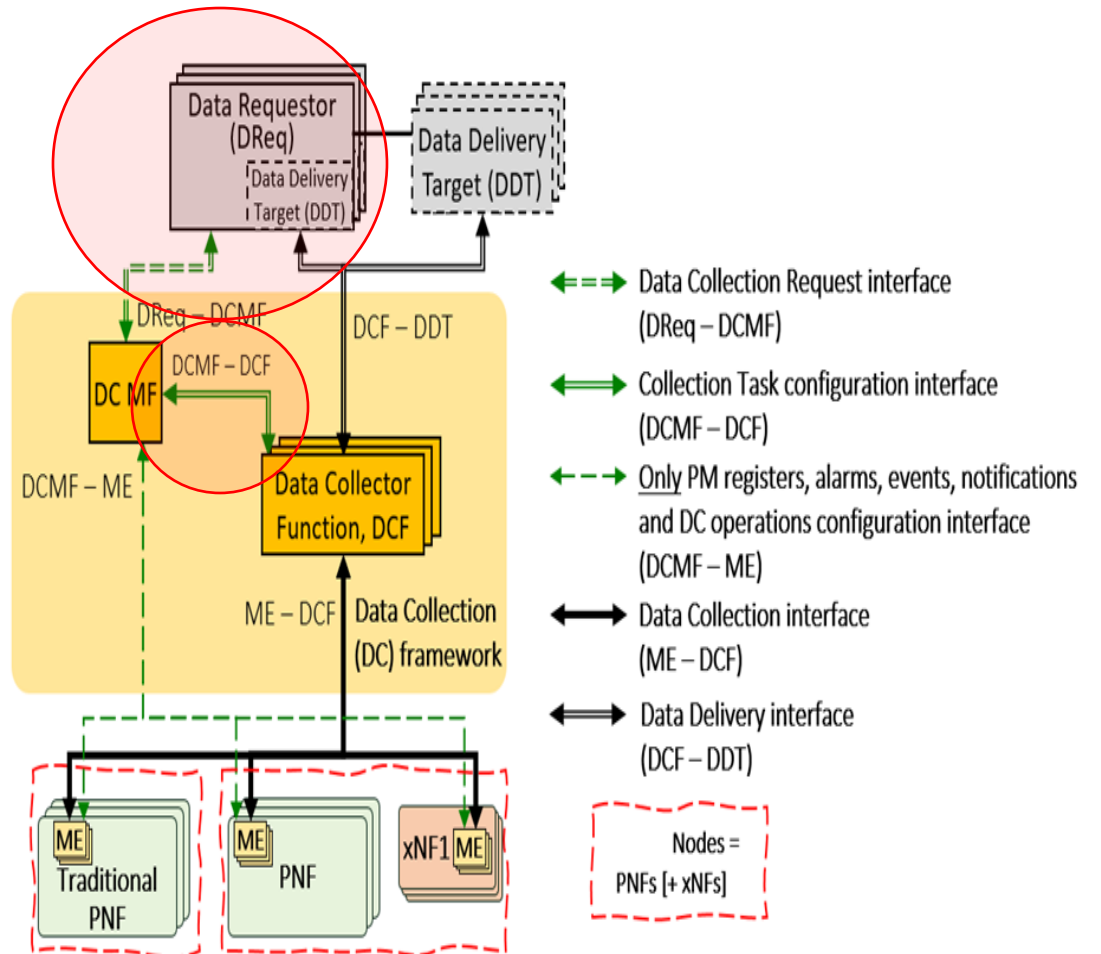 Data Requestor
(DReq)
Data Delivery
Target (DDT)
Data Delivery
Target (DDT)
DReq – DCMF
DCF – DDT
DCMF – DCF
DC MF
DCMF – ME
Data Collector
Function, DCF
ME – DCF
Data Collection
(DC) framework
ME
Traditional
PNF
ME
PNF
xNF1
ME
Data Collection Request interface
(DReq – DCMF)
Collection Task configuration interface
(DCMF – DCF)
Only PM registers, alarms, events, notifications
and DC operations configuration interface
(DCMF – ME)
Data Collection interface
(ME – DCF)
Data Delivery interface
(DCF – DDT)
Nodes =
PNFs [+ xNFs]